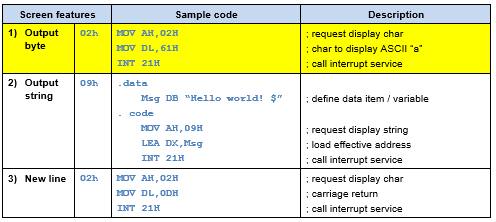 Screen features Sample code Description
1) Output byte 02h MOV AH,02H ; request display char
MOV DL,61H ; char to display ASCII “a”
INT 21H ; call interrupt service
2) Output string 09h .data
Msg DB “Hello world! $” ; define data item / variable
. code
MOV AH,09H ; request display string
LEA DX,Msg ; load effective address
INT 21H ; call interrupt service
3) New line 02h MOV AH,02H ; request display char
MOV DL,0DH ; carriage return
INT 21H ; call interrupt service